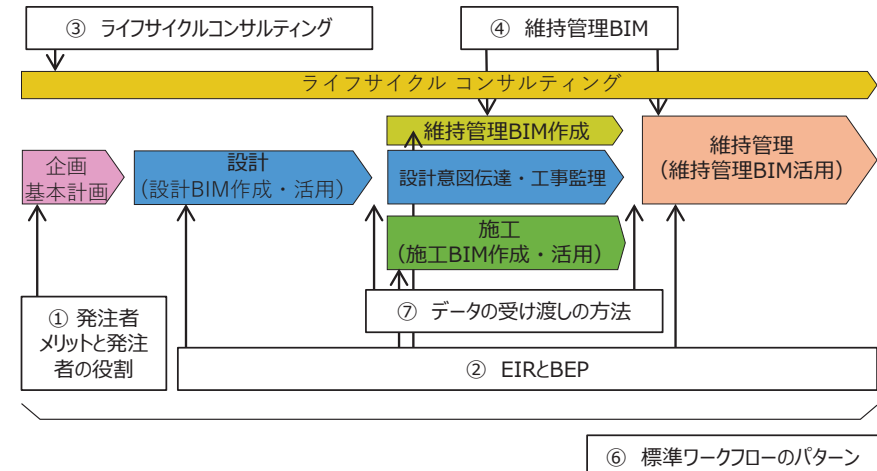 ③ ライフサイクルコンサルティング
④ 維持管理BIM
ライフサイクル コンサルティング
維持管理BIM作成
企画
基本計画
設計
(設計BIM作成・活用)
設計意図伝達・工事監理
維持管理
(維持管理BIM活用)
施工
(施工BIM作成・活用)
① 発注者
メリットと発注
者の役割
⑦ データの受け渡しの方法
② EIRとBEP
⑥ 標準ワークフローのパターン